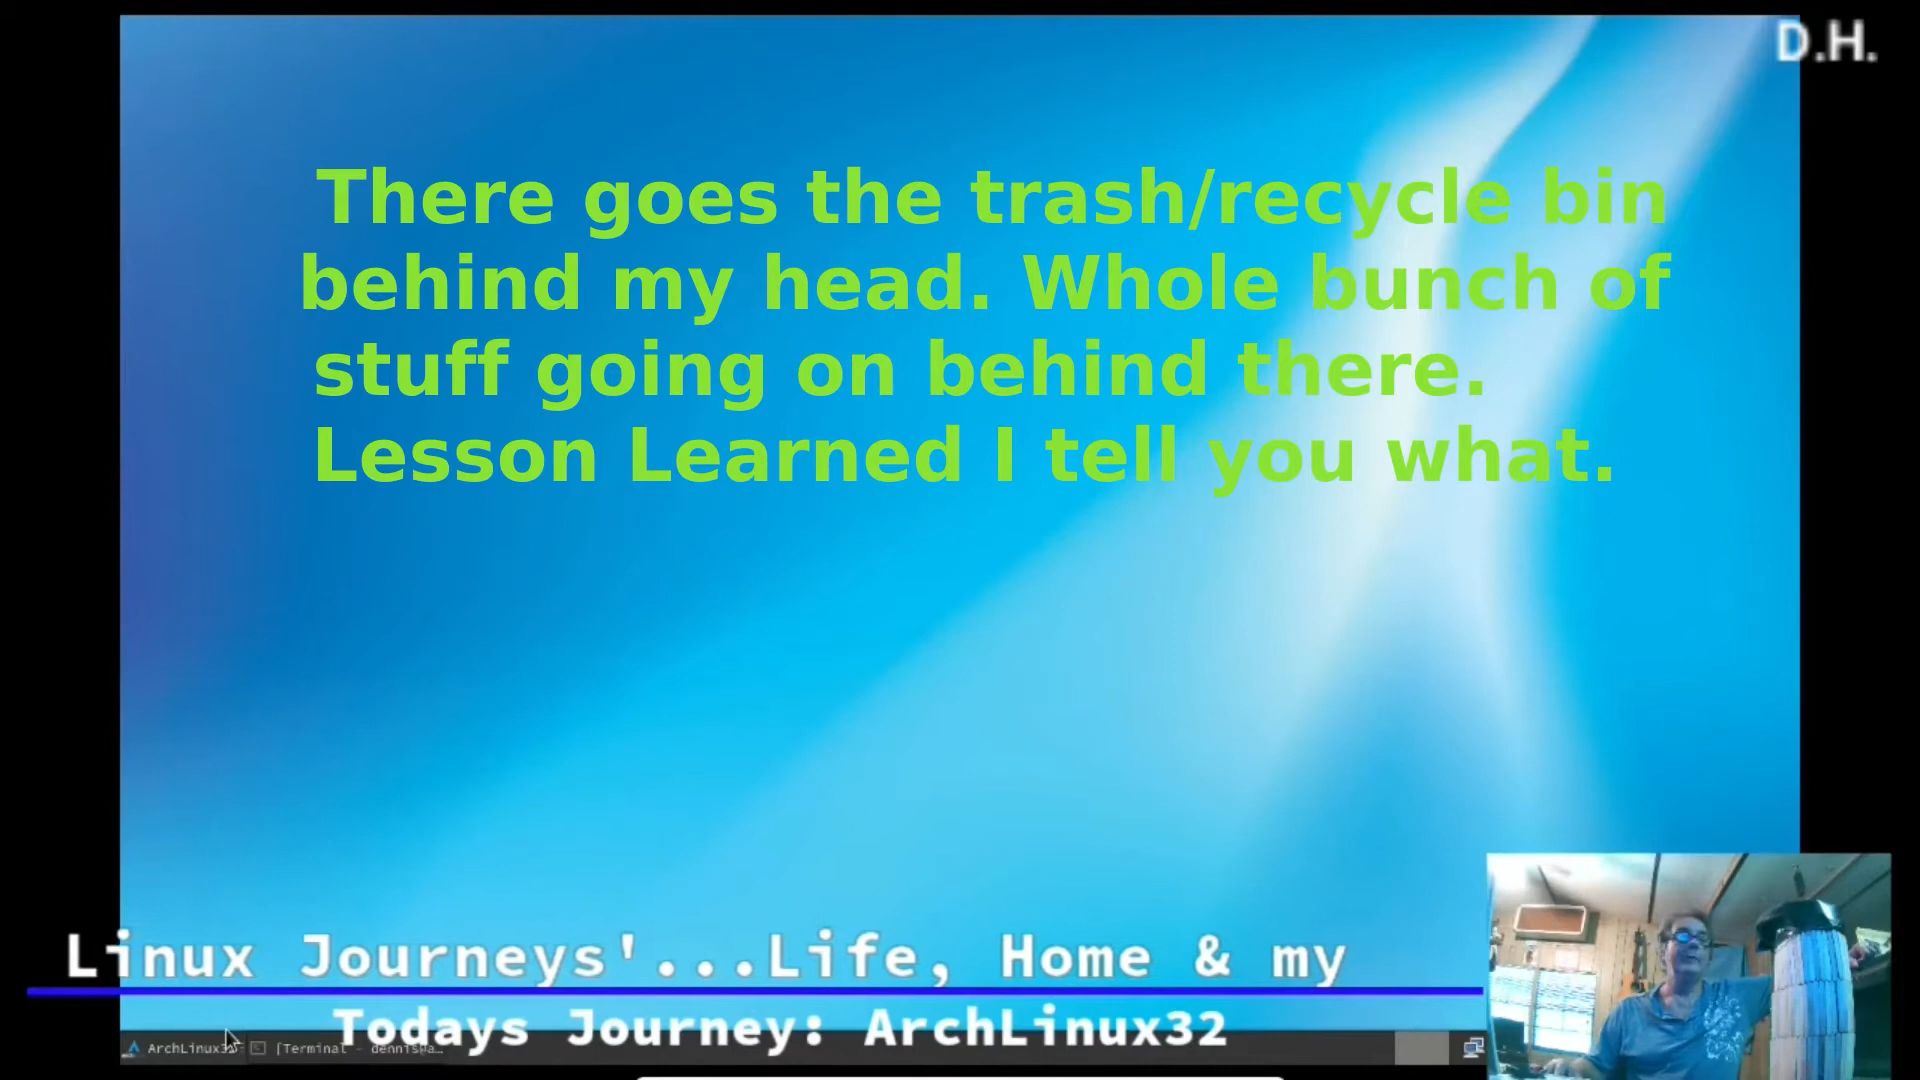 D.H.
There goes the trash/recycle bin
behind my head. Whole bunch of
stuff going on behind there.
Lesson Learned I tell you what.
Linux Journeys'...Life, Home & my
Todays Journey: ArchLinux32
ArchLinux32
[Terminal - dennis@a...